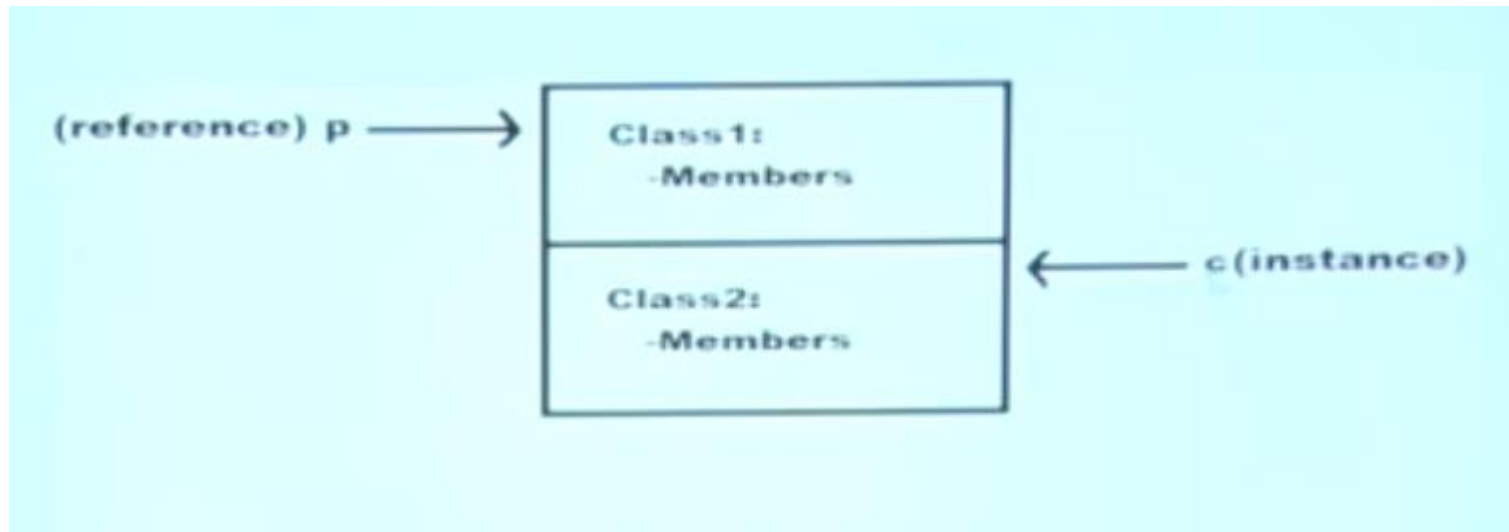 (reference) p
Class1:
-Members
c(instance)
Class2:
-Members